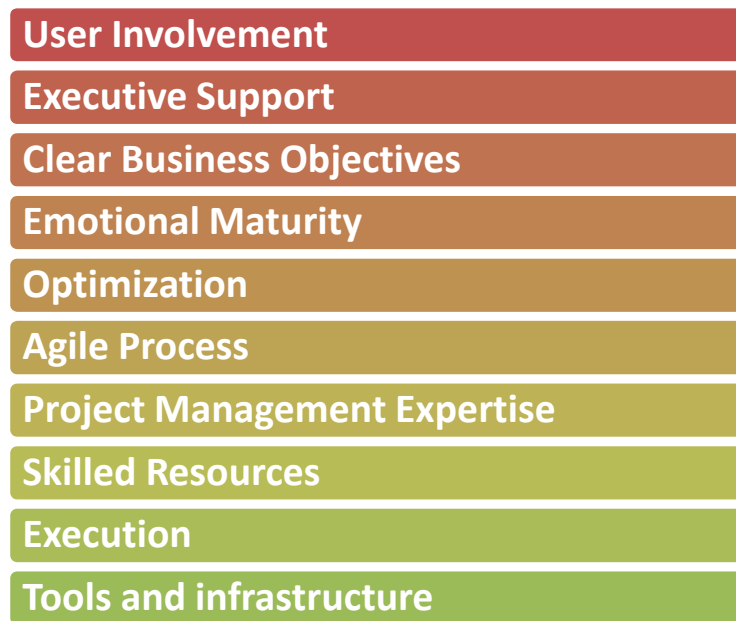 User Involvement
Executive Support
Clear Business Objectives
Emotional Maturity
Optimization
Agile Process
Project Management Expertise
Skilled Resources
Execution
Tools and infrastructure